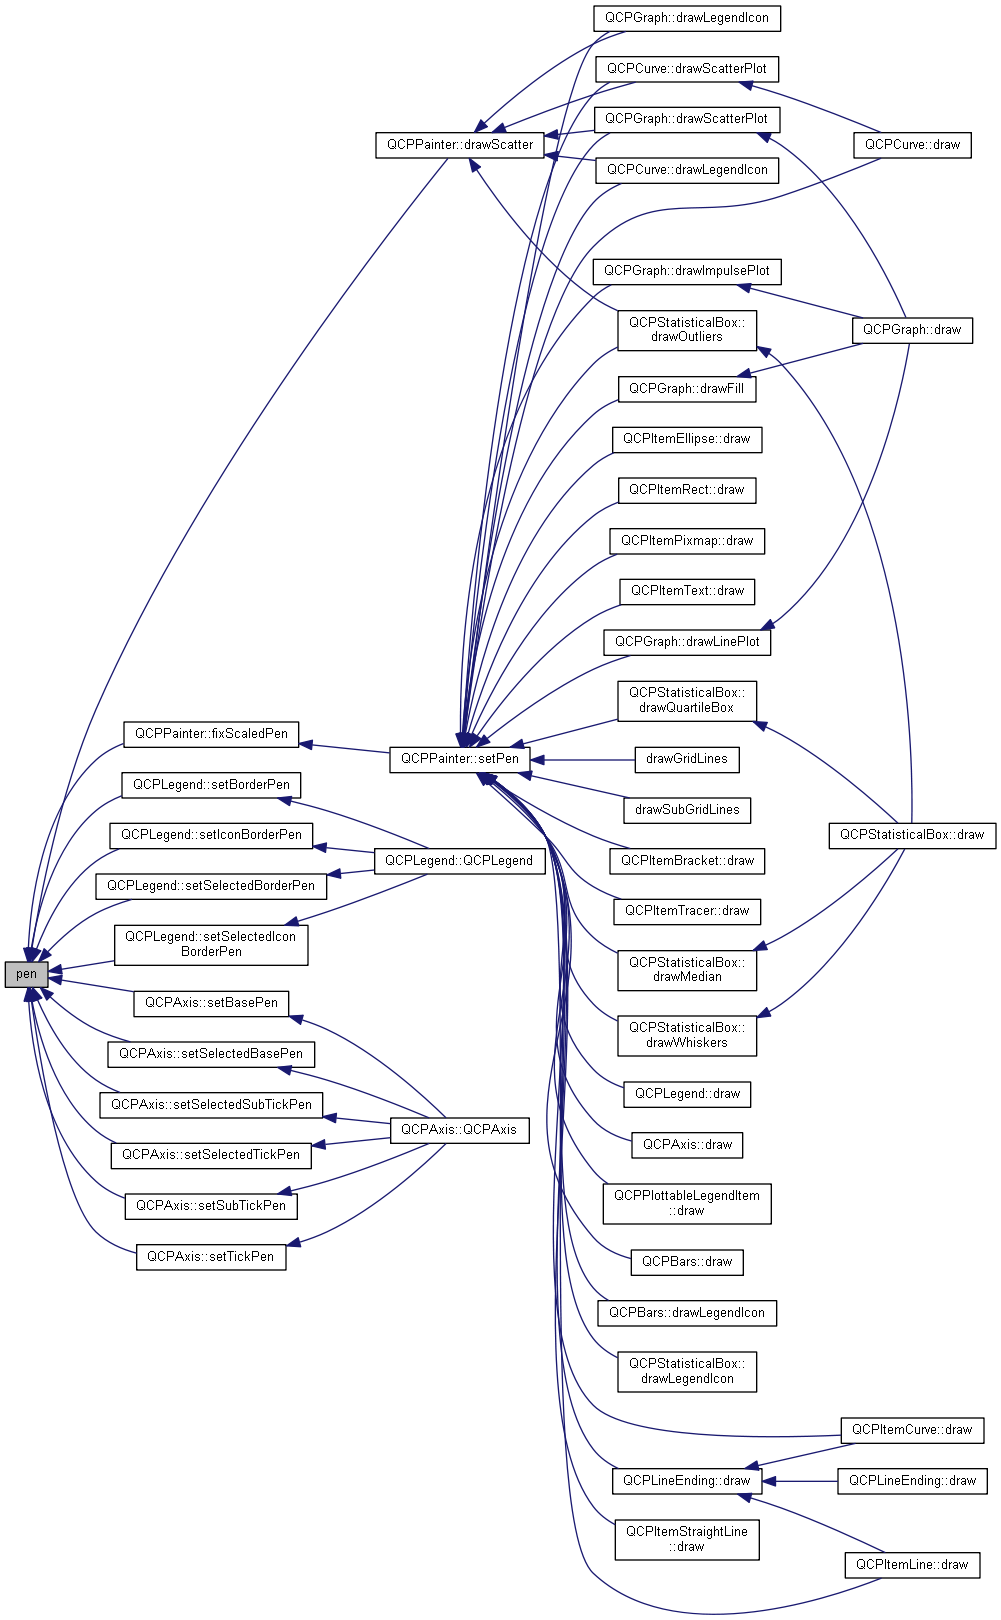 QCPGraph::drawLegendIcon
QCPCurve::drawScatterPlot
QCPGraph::drawScatterPlot
QCPPainter::drawScatter
QCPCurve::draw
QCPCurve::drawLegendIcon
QCPGraph::drawImpulsePlot
QCPStatisticalBox::
drawOutliers
QCPGraph::draw
QCPGraph::drawFill
QCPItemEllipse::draw
QCPItemRect::draw
QCPItemPixmap::draw
QCPItemText::draw
QCPGraph::drawLinePlot
QCPStatisticalBox::
drawQuartileBox
QCPPainter::fixScaledPen
QCPPainter::setPen
drawGridLines
QCPLegend::setBorderPen
drawSubGridLines
QCPLegend::setIconBorderPen
QCPStatisticalBox::draw
QCPLegend::QCPLegend
QCPItemBracket::draw
QCPLegend::setSelectedBorderPen
QCPItemTracer::draw
QCPLegend::setSelectedIcon
BorderPen
pen
QCPStatisticalBox::
drawMedian
QCPAxis::setBasePen
QCPStatisticalBox::
drawWhiskers
QCPAxis::setSelectedBasePen
QCPLegend::draw
QCPAxis::setSelectedSubTickPen
QCPAxis::QCPAxis
QCPAxis::draw
QCPAxis::setSelectedTickPen
QCPPlottableLegendItem
::draw
QCPAxis::setSubTickPen
QCPAxis::setTickPen
QCPBars::draw
QCPBars::drawLegendIcon
QCPStatisticalBox::
drawLegendIcon
QCPItemCurve::draw
QCPLineEnding::draw
QCPLineEnding::draw
QCPItemStraightLine
::draw
QCPItemLine::draw